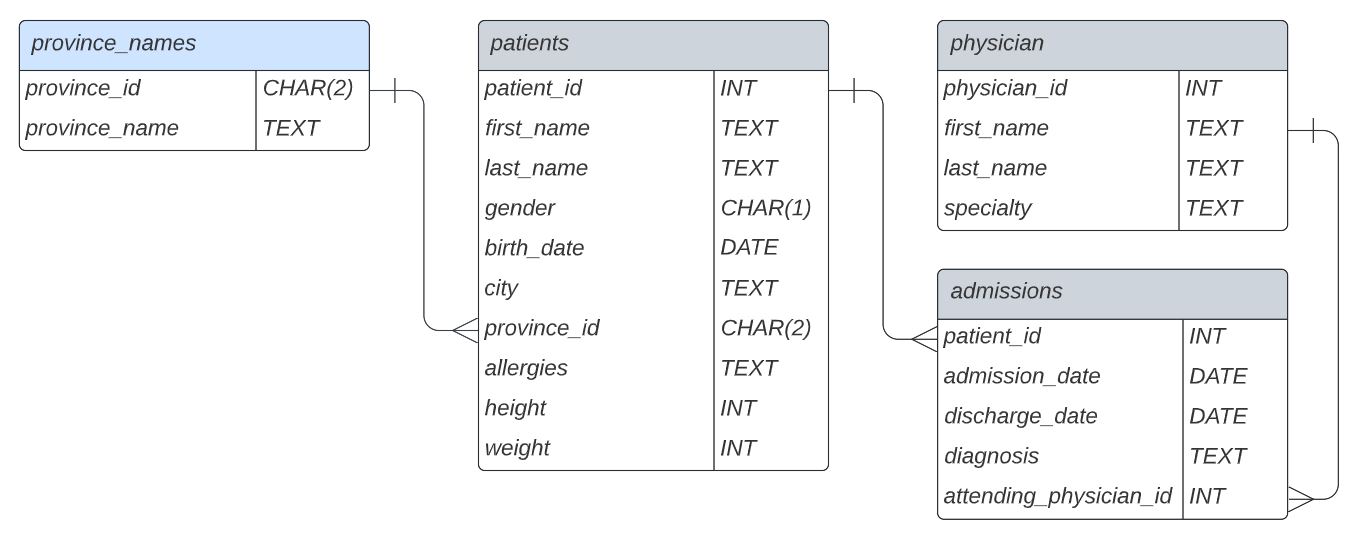 province_names
province_id CHAR(2)
province_name TEXT
patients
patient_id INT
first_name TEXT
last_name TEXT
gender CHAR(1)
birth_date DATE
city TEXT
province_id CHAR(2)
allergies TEXT
height INT
weight INT
physician
physician_id INT
first_name TEXT
last_name TEXT
specialty TEXT
admissions
patient_id INT
admission_date DATE
discharge_date DATE
diagnosis TEXT
attending_physician_id INT